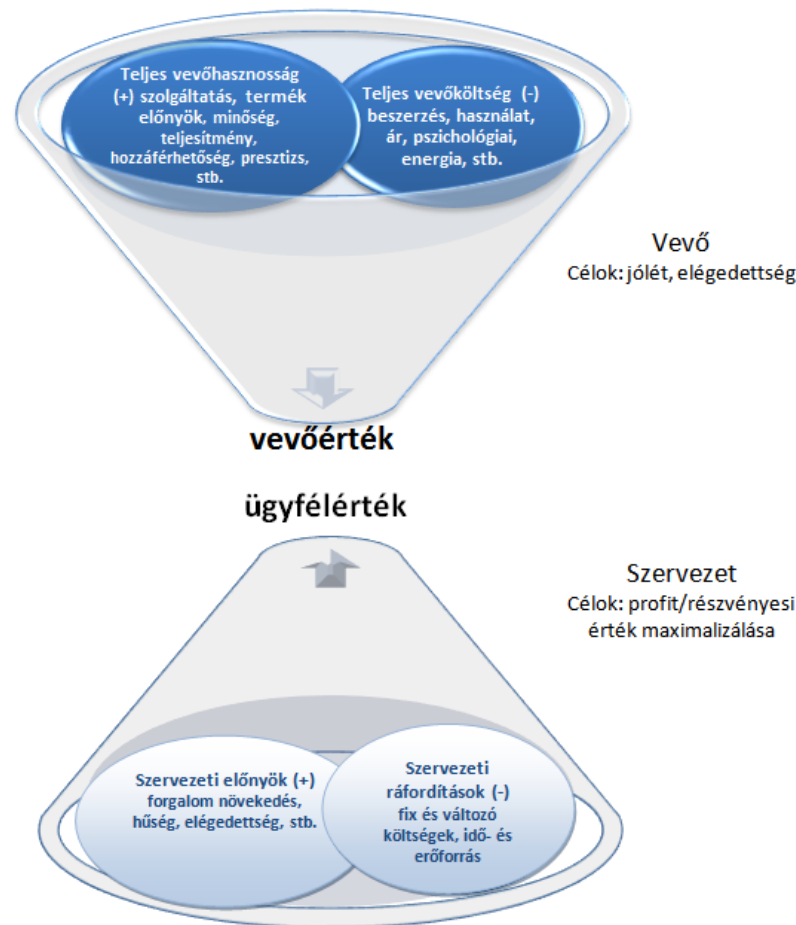 Teljes vevőhasznosság
(+) szolgáltatás, termék
előnyök, minőség,
teljesítmény,
hozzáférhetőség, presztizs,
stb.
Teljes vevőköltség (-)
beszerzés, használat,
ár, pszichológiai,
energia, stb.
Vevő
Célok: jólét, elégedettség
vevőérték
ügyfélérték
Szervezet
Célok: profit/részvényesi
érték maximalizálása
Szervezeti előnyök (+)
forgalom növekedés,
hűség, elégedettség, stb.
Szervezeti
ráfordítások (-)
fix és változó
költségek, idő- és
erőforrás